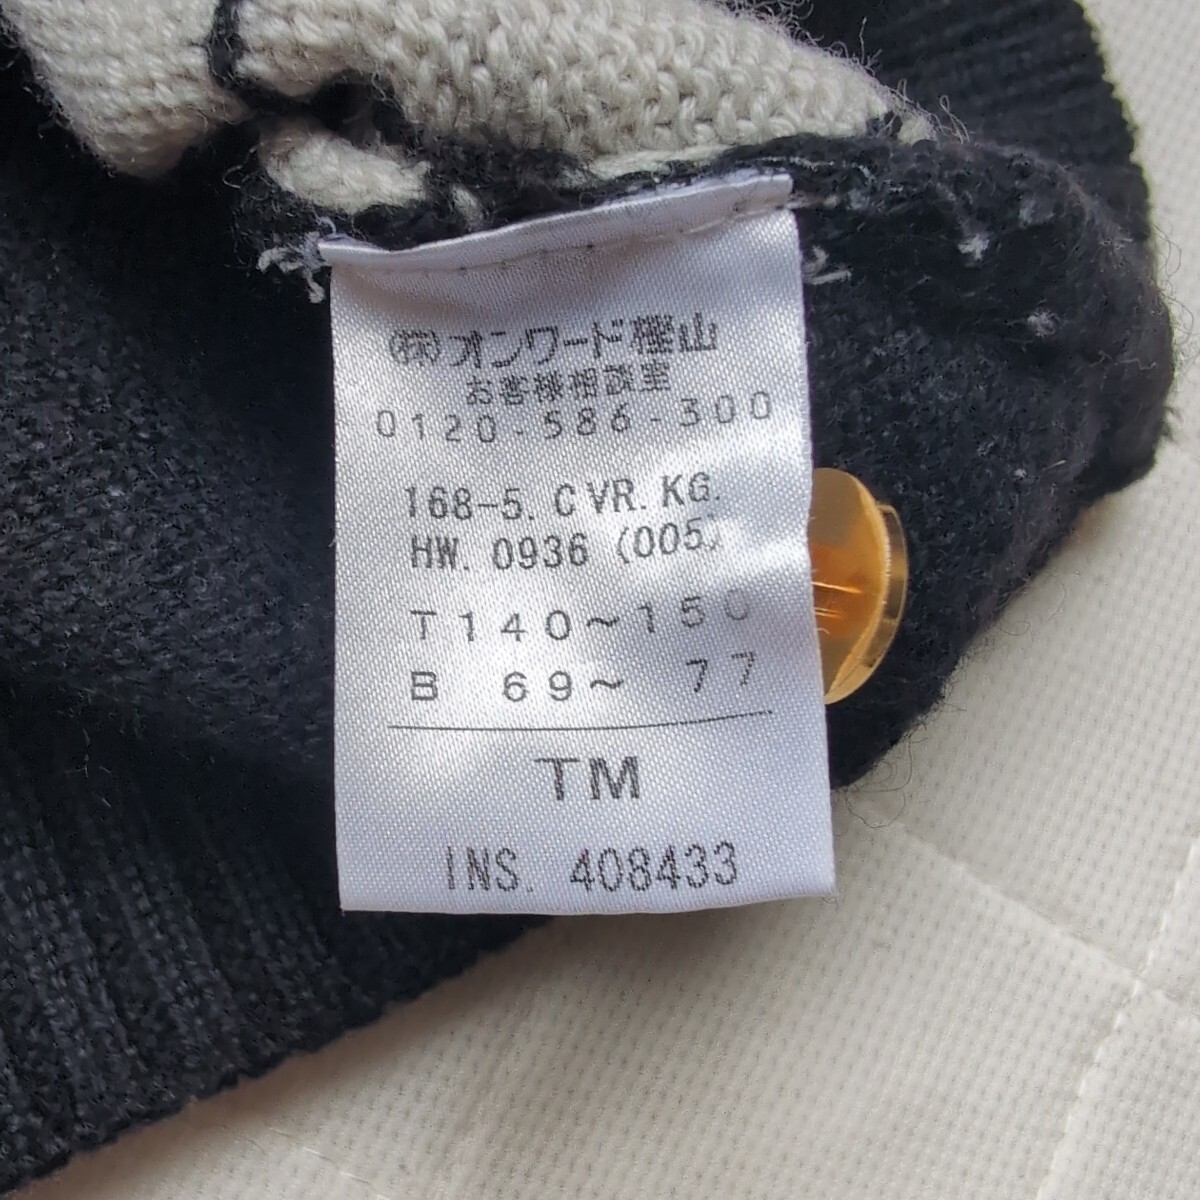 ㈱オンワード樫山
お客様相談室
0120-586-300
168-5. CVR. KG.
HW. 0936 (005)
T140~150
B 69~ 77
TM
INS. 408433